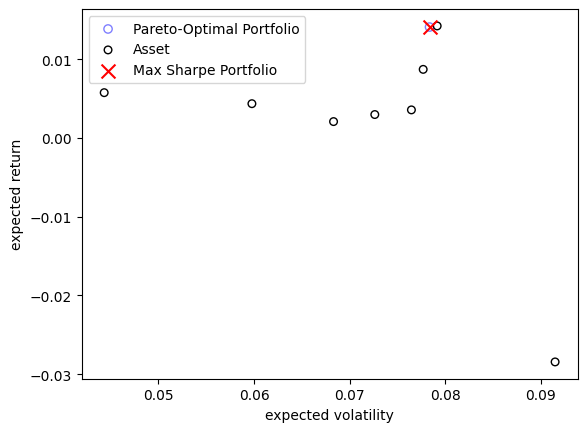 Pareto-Optimal Portfolio
Asset
Max Sharpe Portfolio
0.01
0.00
−0.01
−0.02
−0.03
expected return
0.05 0.06 0.07 0.08 0.09
expected volatility